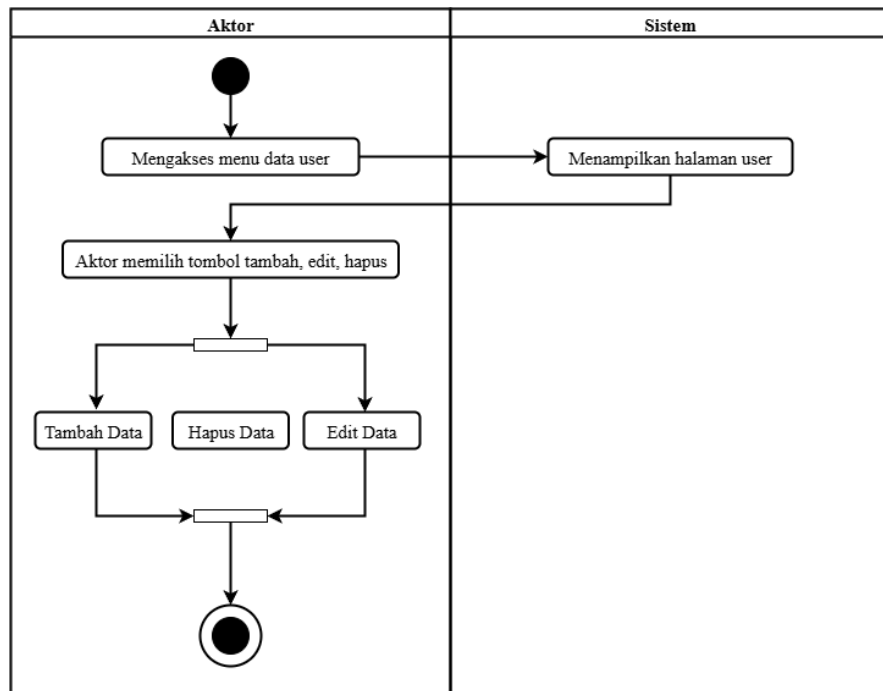 Aktor
Sistem
Mengakses menu data user
Menampilkan halaman user
Aktor memilih tombol tambah, edit, hapus
Tambah Data
Hapus Data
Edit Data